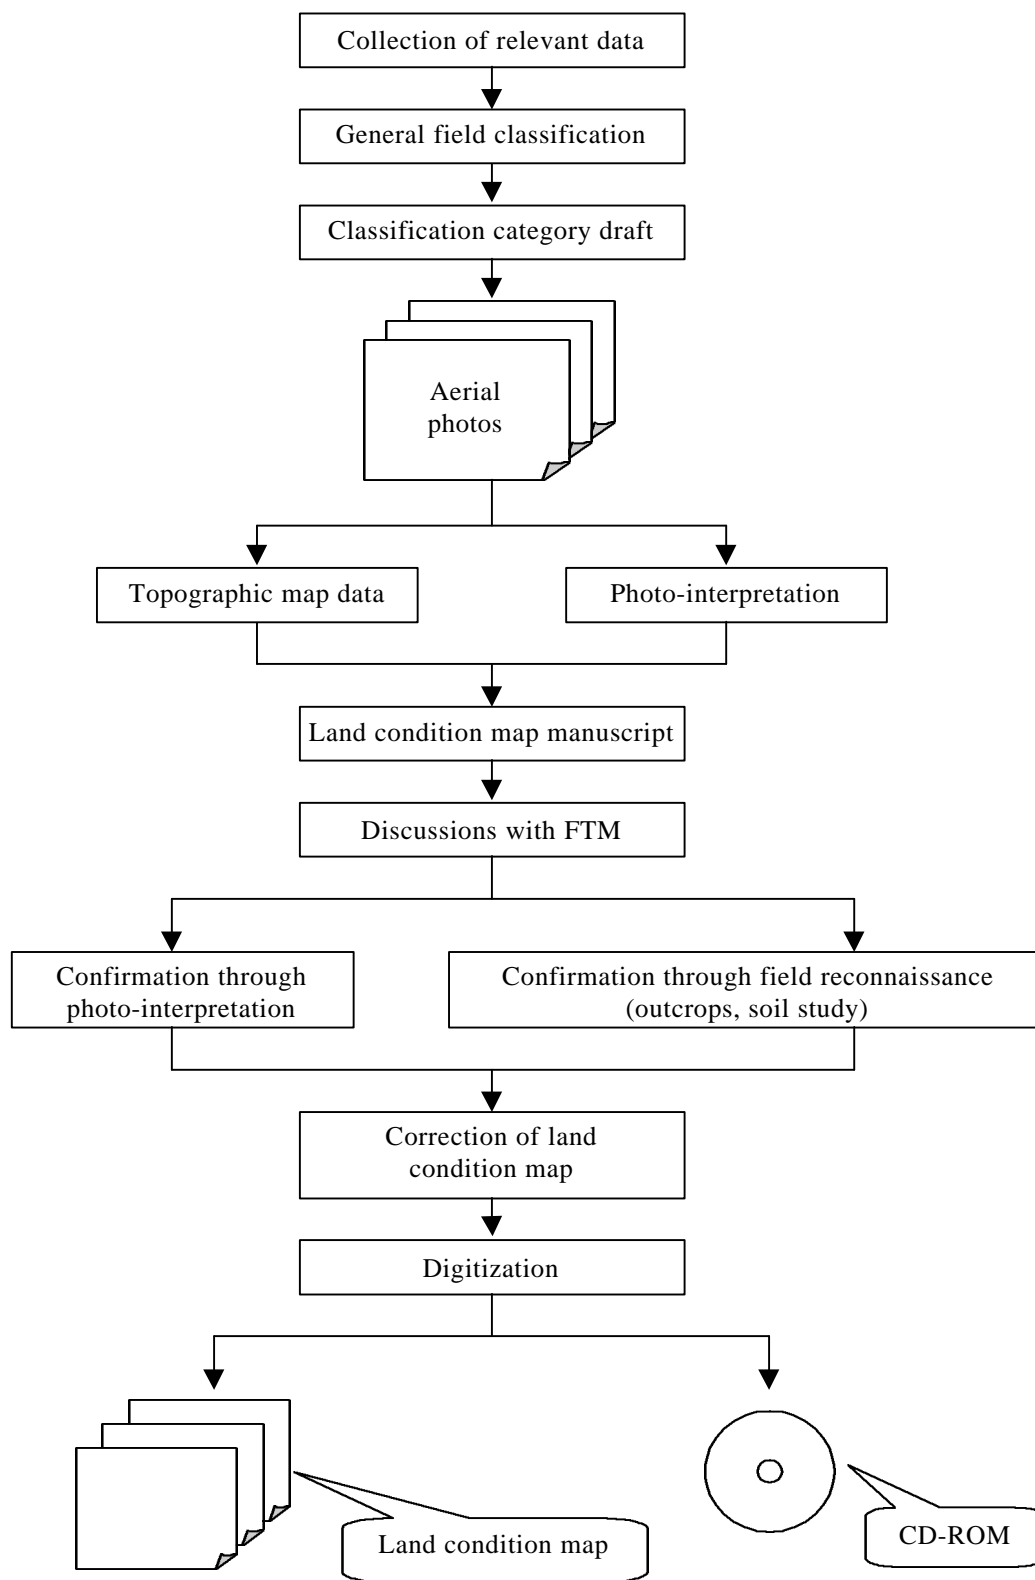 Collection of relevant data
General field classification
Classification category draft
Aerial
photos
Topographic map data
Photo-interpretation
Land condition map manuscript
Discussions with FTM
Confirmation through
photo-interpretation
Confirmation through field reconnaissance
(outcrops, soil study)
Correction of land
condition map
Digitization
Land condition map
CD-ROM